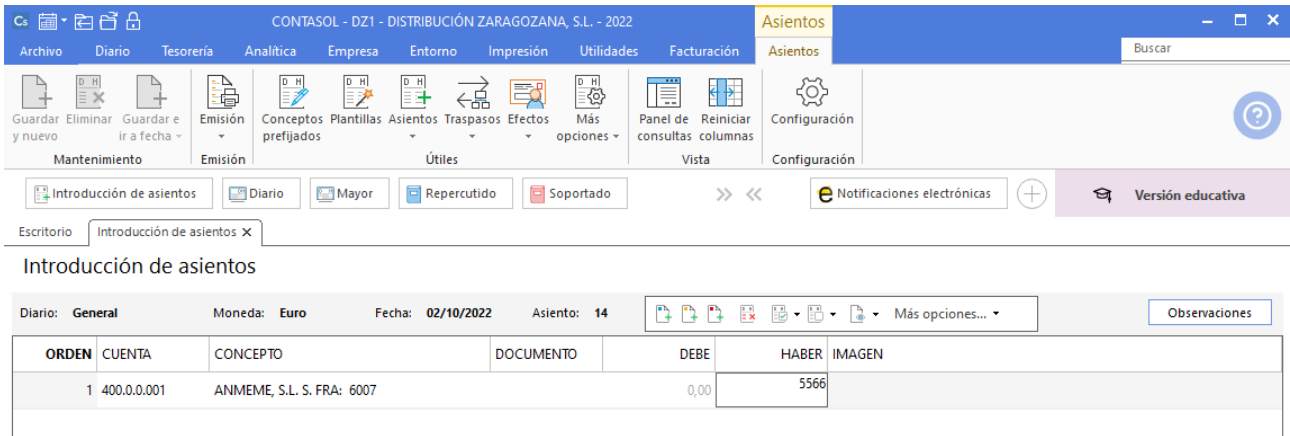 Cs CONTASOL - DZ1 - DISTRIBUCIÓN ZARAGOZANA, S.L. - 2022 Asientos
Archivo Diario Tesorería Analítica Empresa Entorno Impresión Utilidades Facturación Asientos Buscar
D H D H D H D H D H
Guardar y nuevo Eliminar Guardar e ir a fecha Emisión Conceptos prefijados Plantillas Asientos Traspasos Efectos Más opciones Panel de consultas Reiniciar columnas Configuración
Mantenimiento Emisión Útiles Vista Configuración
Introducción de asientos Diario Mayor Repercutido Soportado Notificaciones electrónicas Versión educativa
Escritorio Introducción de asientos X
Introducción de asientos
Diario: General Moneda: Euro Fecha: 02/10/2022 Asiento: 14 Más opciones... Observaciones
ORDEN CUENTA CONCEPTO DOCUMENTO DEBE HABER IMAGEN
1 400.0.0.001 ANMEME, S.L. S. FRA: 6007 0,00 5566